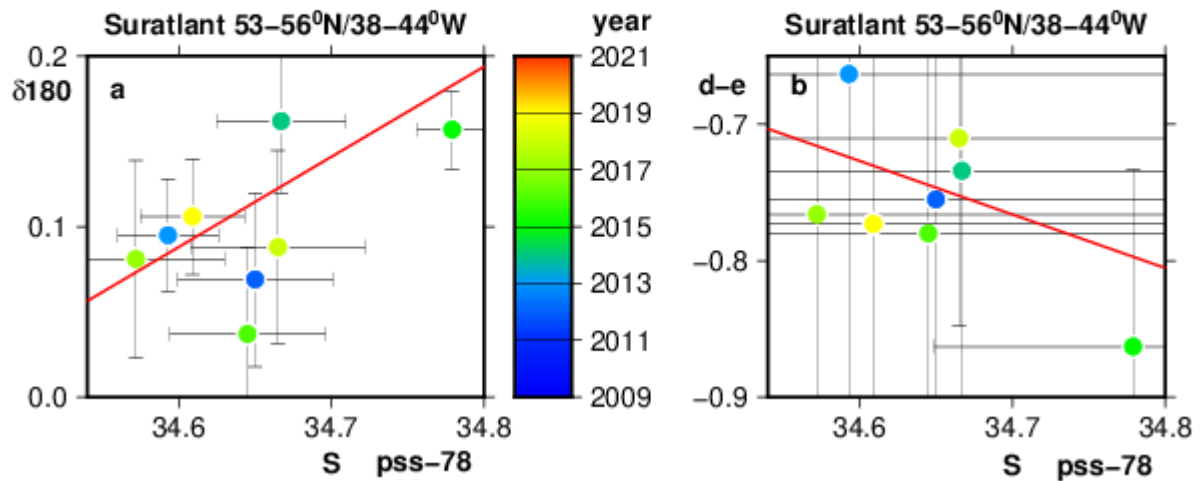 Suratlant 53–56⁰N/38–44⁰W
year
Suratlant 53–56⁰N/38–44⁰W
0.2
δ18O
a
0.1
0.0
34.6
34.7
34.8
S pss–78
2021
2019
2017
2015
2013
2011
2009
d–e
b
−0.7
−0.8
−0.9
34.6
34.7
34.8
S pss–78